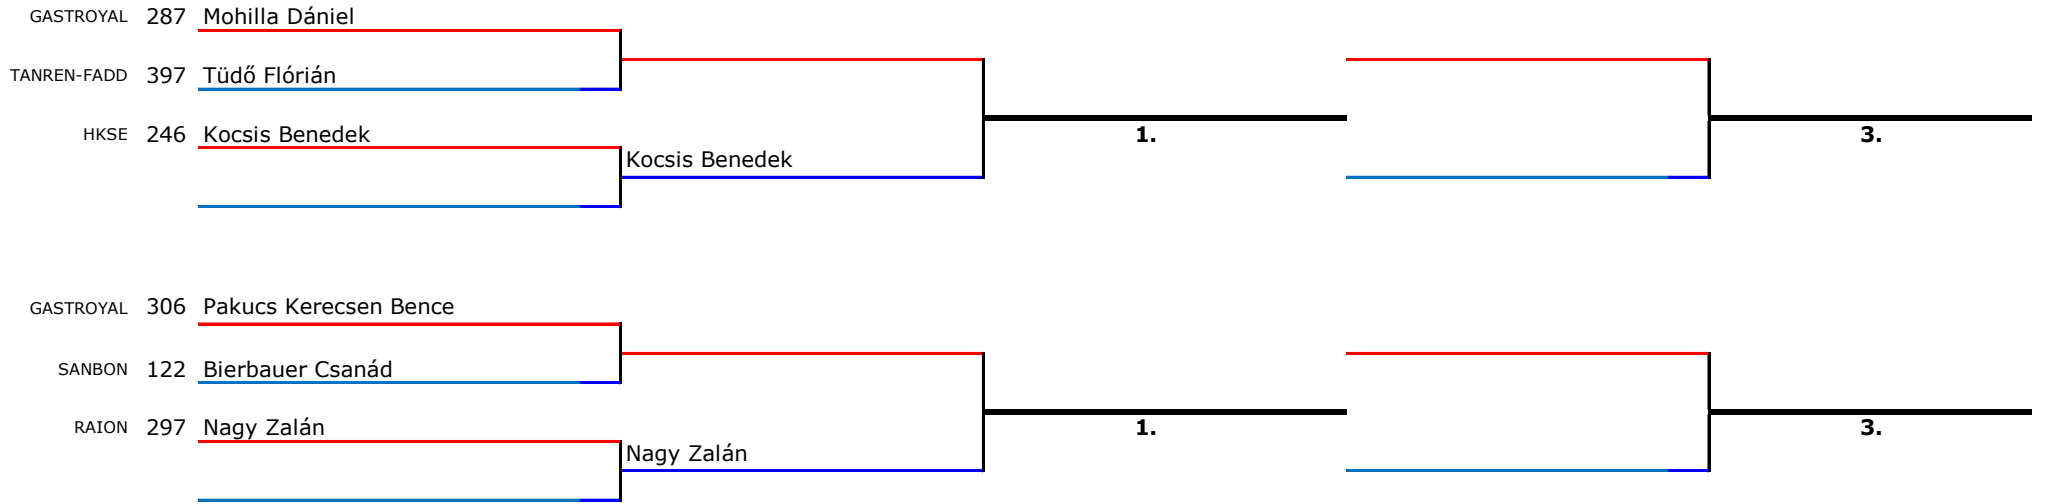 GASTROYAL 287 Mohilla Dániel
TANREN-FADD 397 Tüdő Flórián
HKSE 246 Kocsis Benedek
1.
3.
Kocsis Benedek
GASTROYAL 306 Pakucs Kerecsen Bence
SANBON 122 Bierbauer Csanád
RAION 297 Nagy Zalán
1.
3.
Nagy Zalán